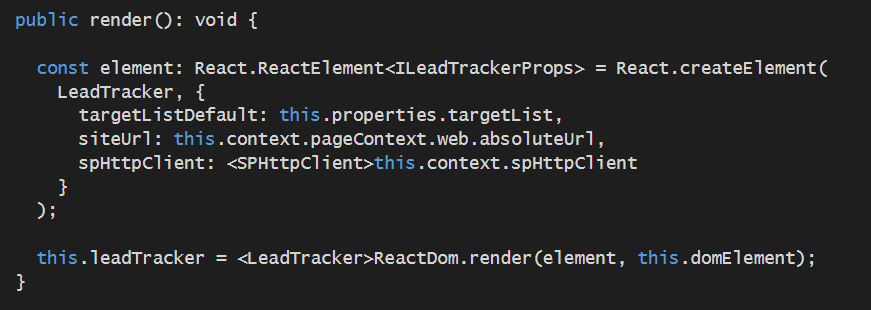 public render(): void {
const element: React.ReactElement<ILeadTrackerProps> = React.createElement(
LeadTracker, {
targetListDefault: this.properties.targetList,
siteUrl: this.context.pageContext.web.absoluteUrl,
spHttpClient: <SPHttpClient>this.context.spHttpClient
}
);
this.leadTracker = <LeadTracker>ReactDom.render(element, this.domElement);
}